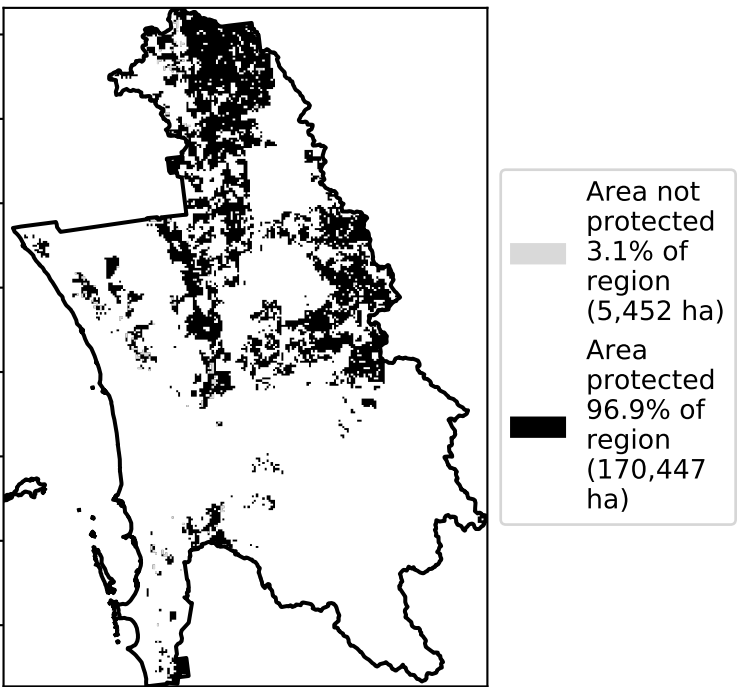 Area not
protected
3.1% of
region
(5,452 ha)
Area
protected
96.9% of
region
(170,447
ha)